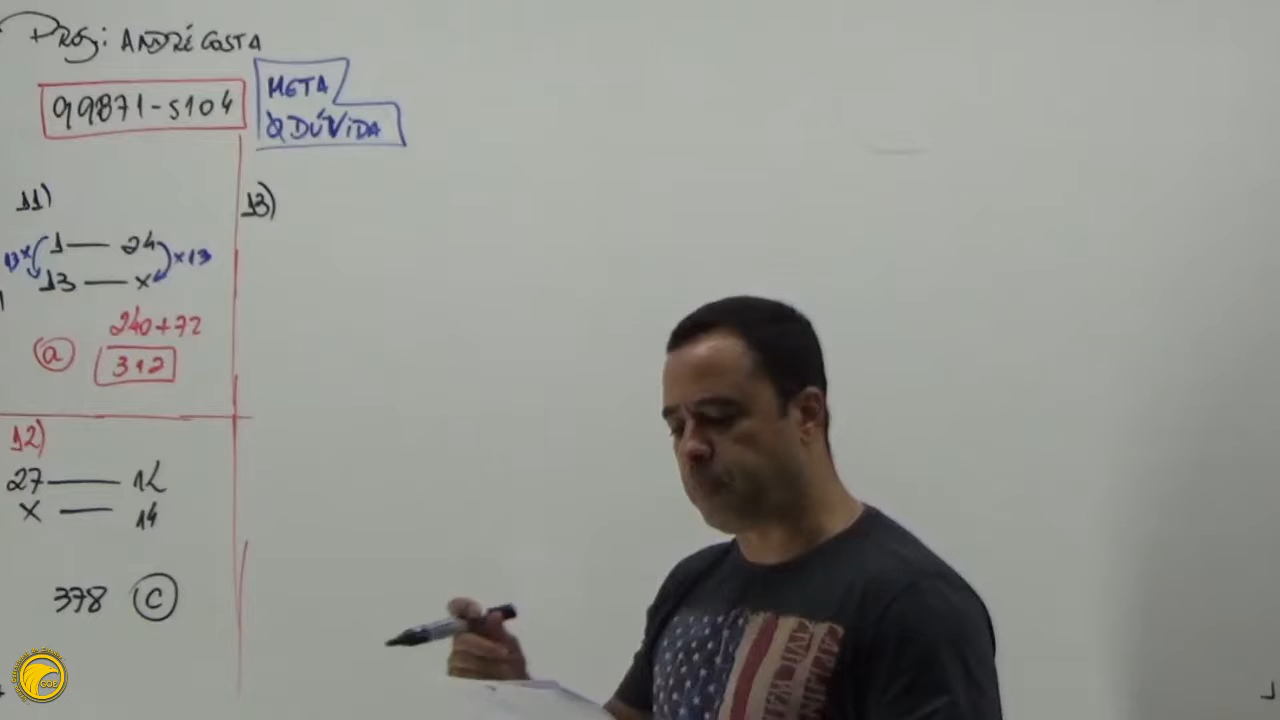 Prof: ANDRÉ COSTA
99871-5104
META
A DÚVIDA
11)
13x 1 — 24 x13
13 — x
240+72
a 312
12)
27 — 1L
x — 14
378 C
13)